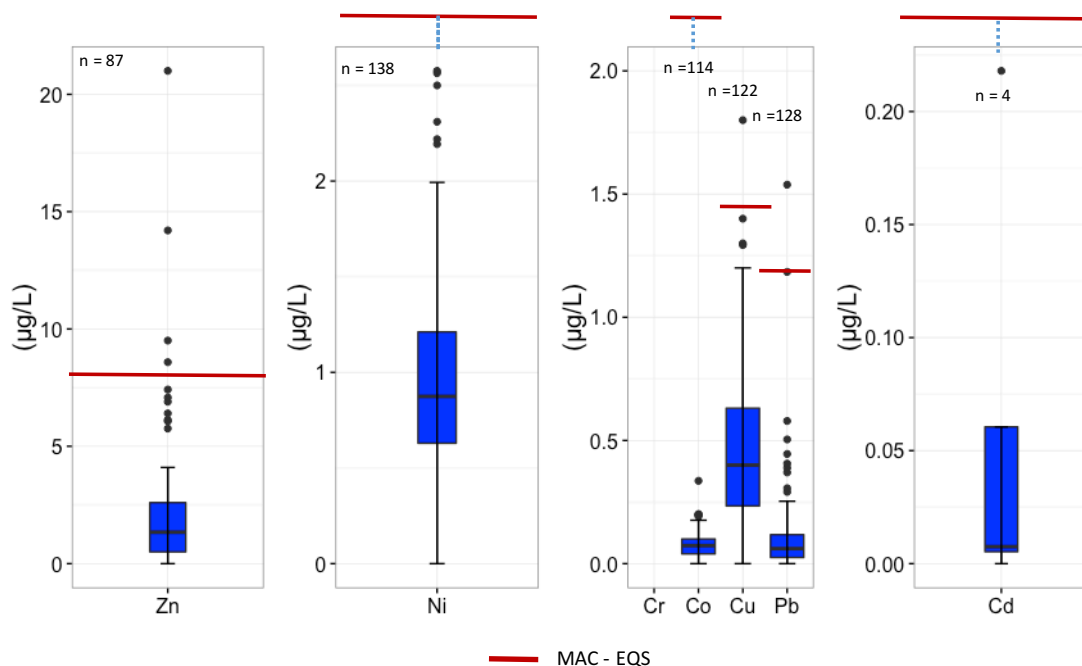 n = 87
20
15
10
5
0
(µg/L)
Zn
n = 138
2
1
0
(µg/L)
Ni
n =114
n =122
n =128
2.0
1.5
1.0
0.5
0.0
(µg/L)
Cr Co Cu Pb
n = 4
0.20
0.15
0.10
0.05
0.00
(µg/L)
Cd
MAC - EQS